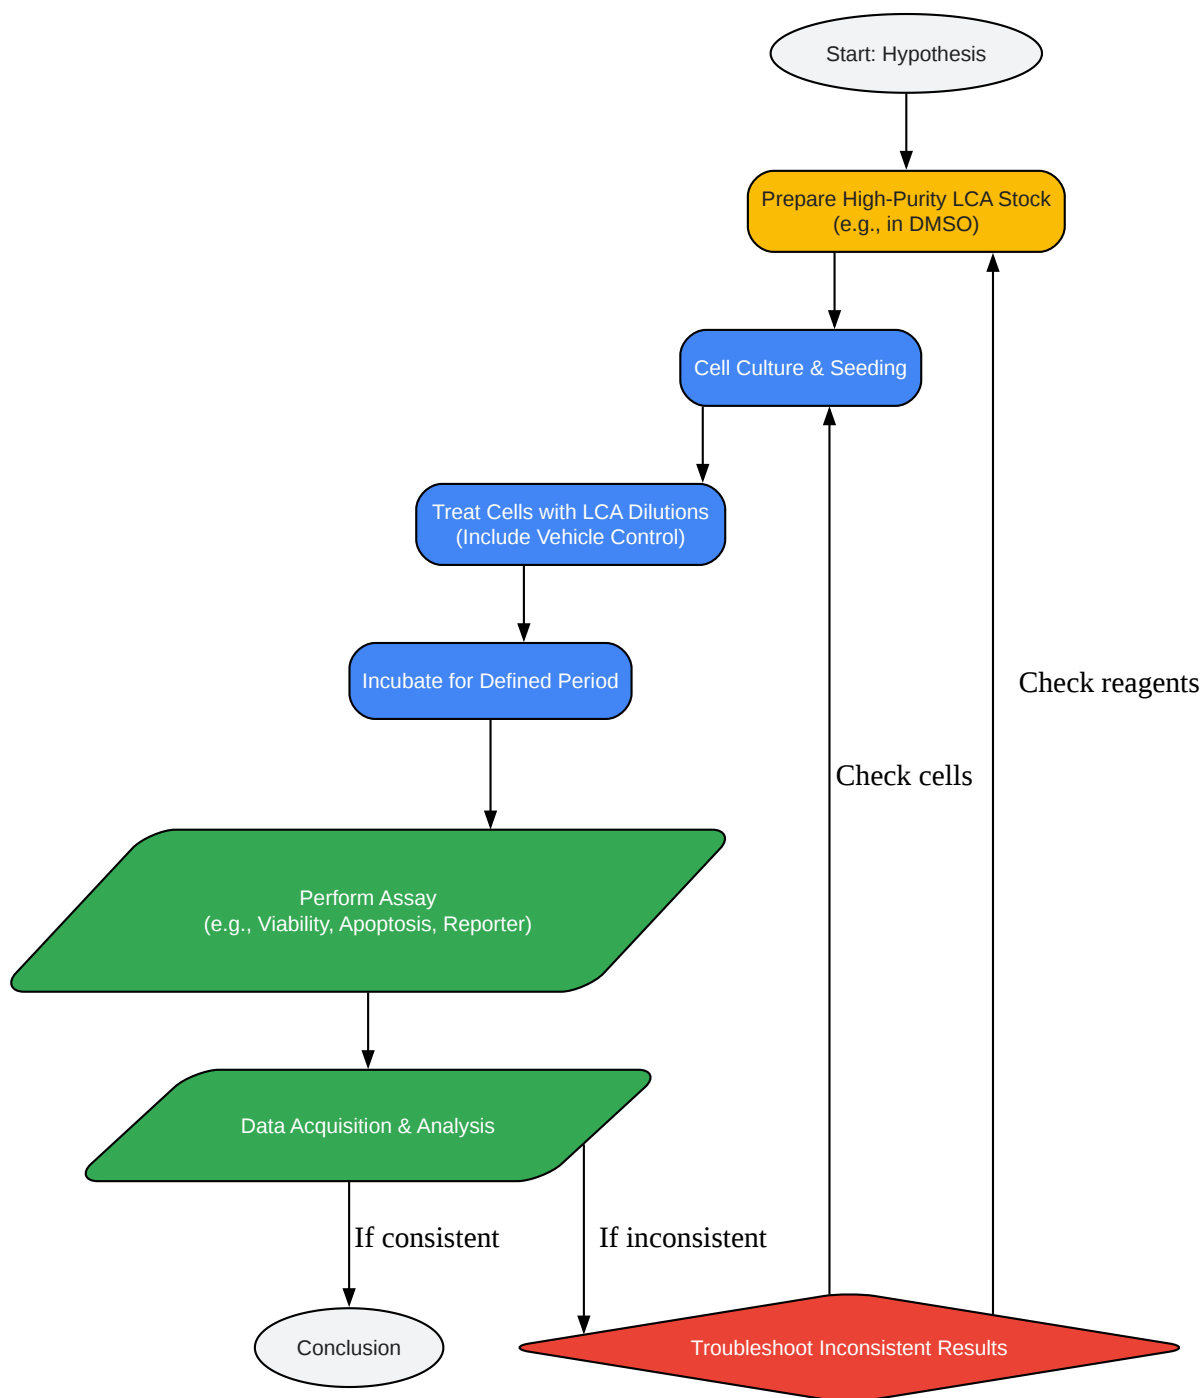 Start: Hypothesis
Prepare High-Purity LCA Stock
(e.g., in DMSO)
Cell Culture & Seeding
Treat Cells with LCA Dilutions
(Include Vehicle Control)
Incubate for Defined Period
Check reagents
Check cells
Perform Assay
(e.g., Viability, Apoptosis, Reporter)
Data Acquisition & Analysis
If consistent
If inconsistent
Conclusion
Troubleshoot Inconsistent Results